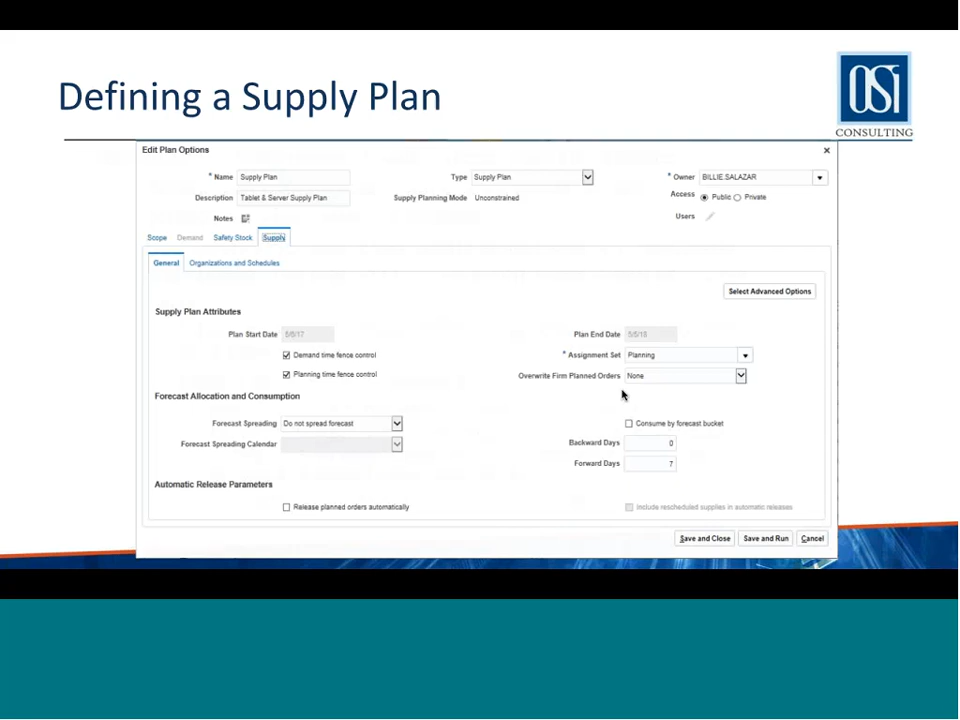 Defining a Supply Plan
OSI
CONSULTING
Edit Plan Options
* Name Supply Plan Type Supply Plan * Owner BILLIE.SALAZAR
Description Tablet & Server Supply Plan Supply Planning Mode Unconstrained Access Public Private
Notes Users
Scope Demand Safety Stock Supply
General Organizations and Schedules
Select Advanced Options
Supply Plan Attributes
Plan Start Date 5/5/17 Plan End Date 5/5/18
Demand time fence control * Assignment Set Planning
Planning time fence control Overwrite Firm Planned Orders None
Forecast Allocation and Consumption
Forecast Spreading Do not spread forecast Consume by forecast bucket
Forecast Spreading Calendar Backward Days 0
Forward Days 7
Automatic Release Parameters
Release planned orders automatically Include rescheduled supplies in automatic releases
Save and Close Save and Run Cancel